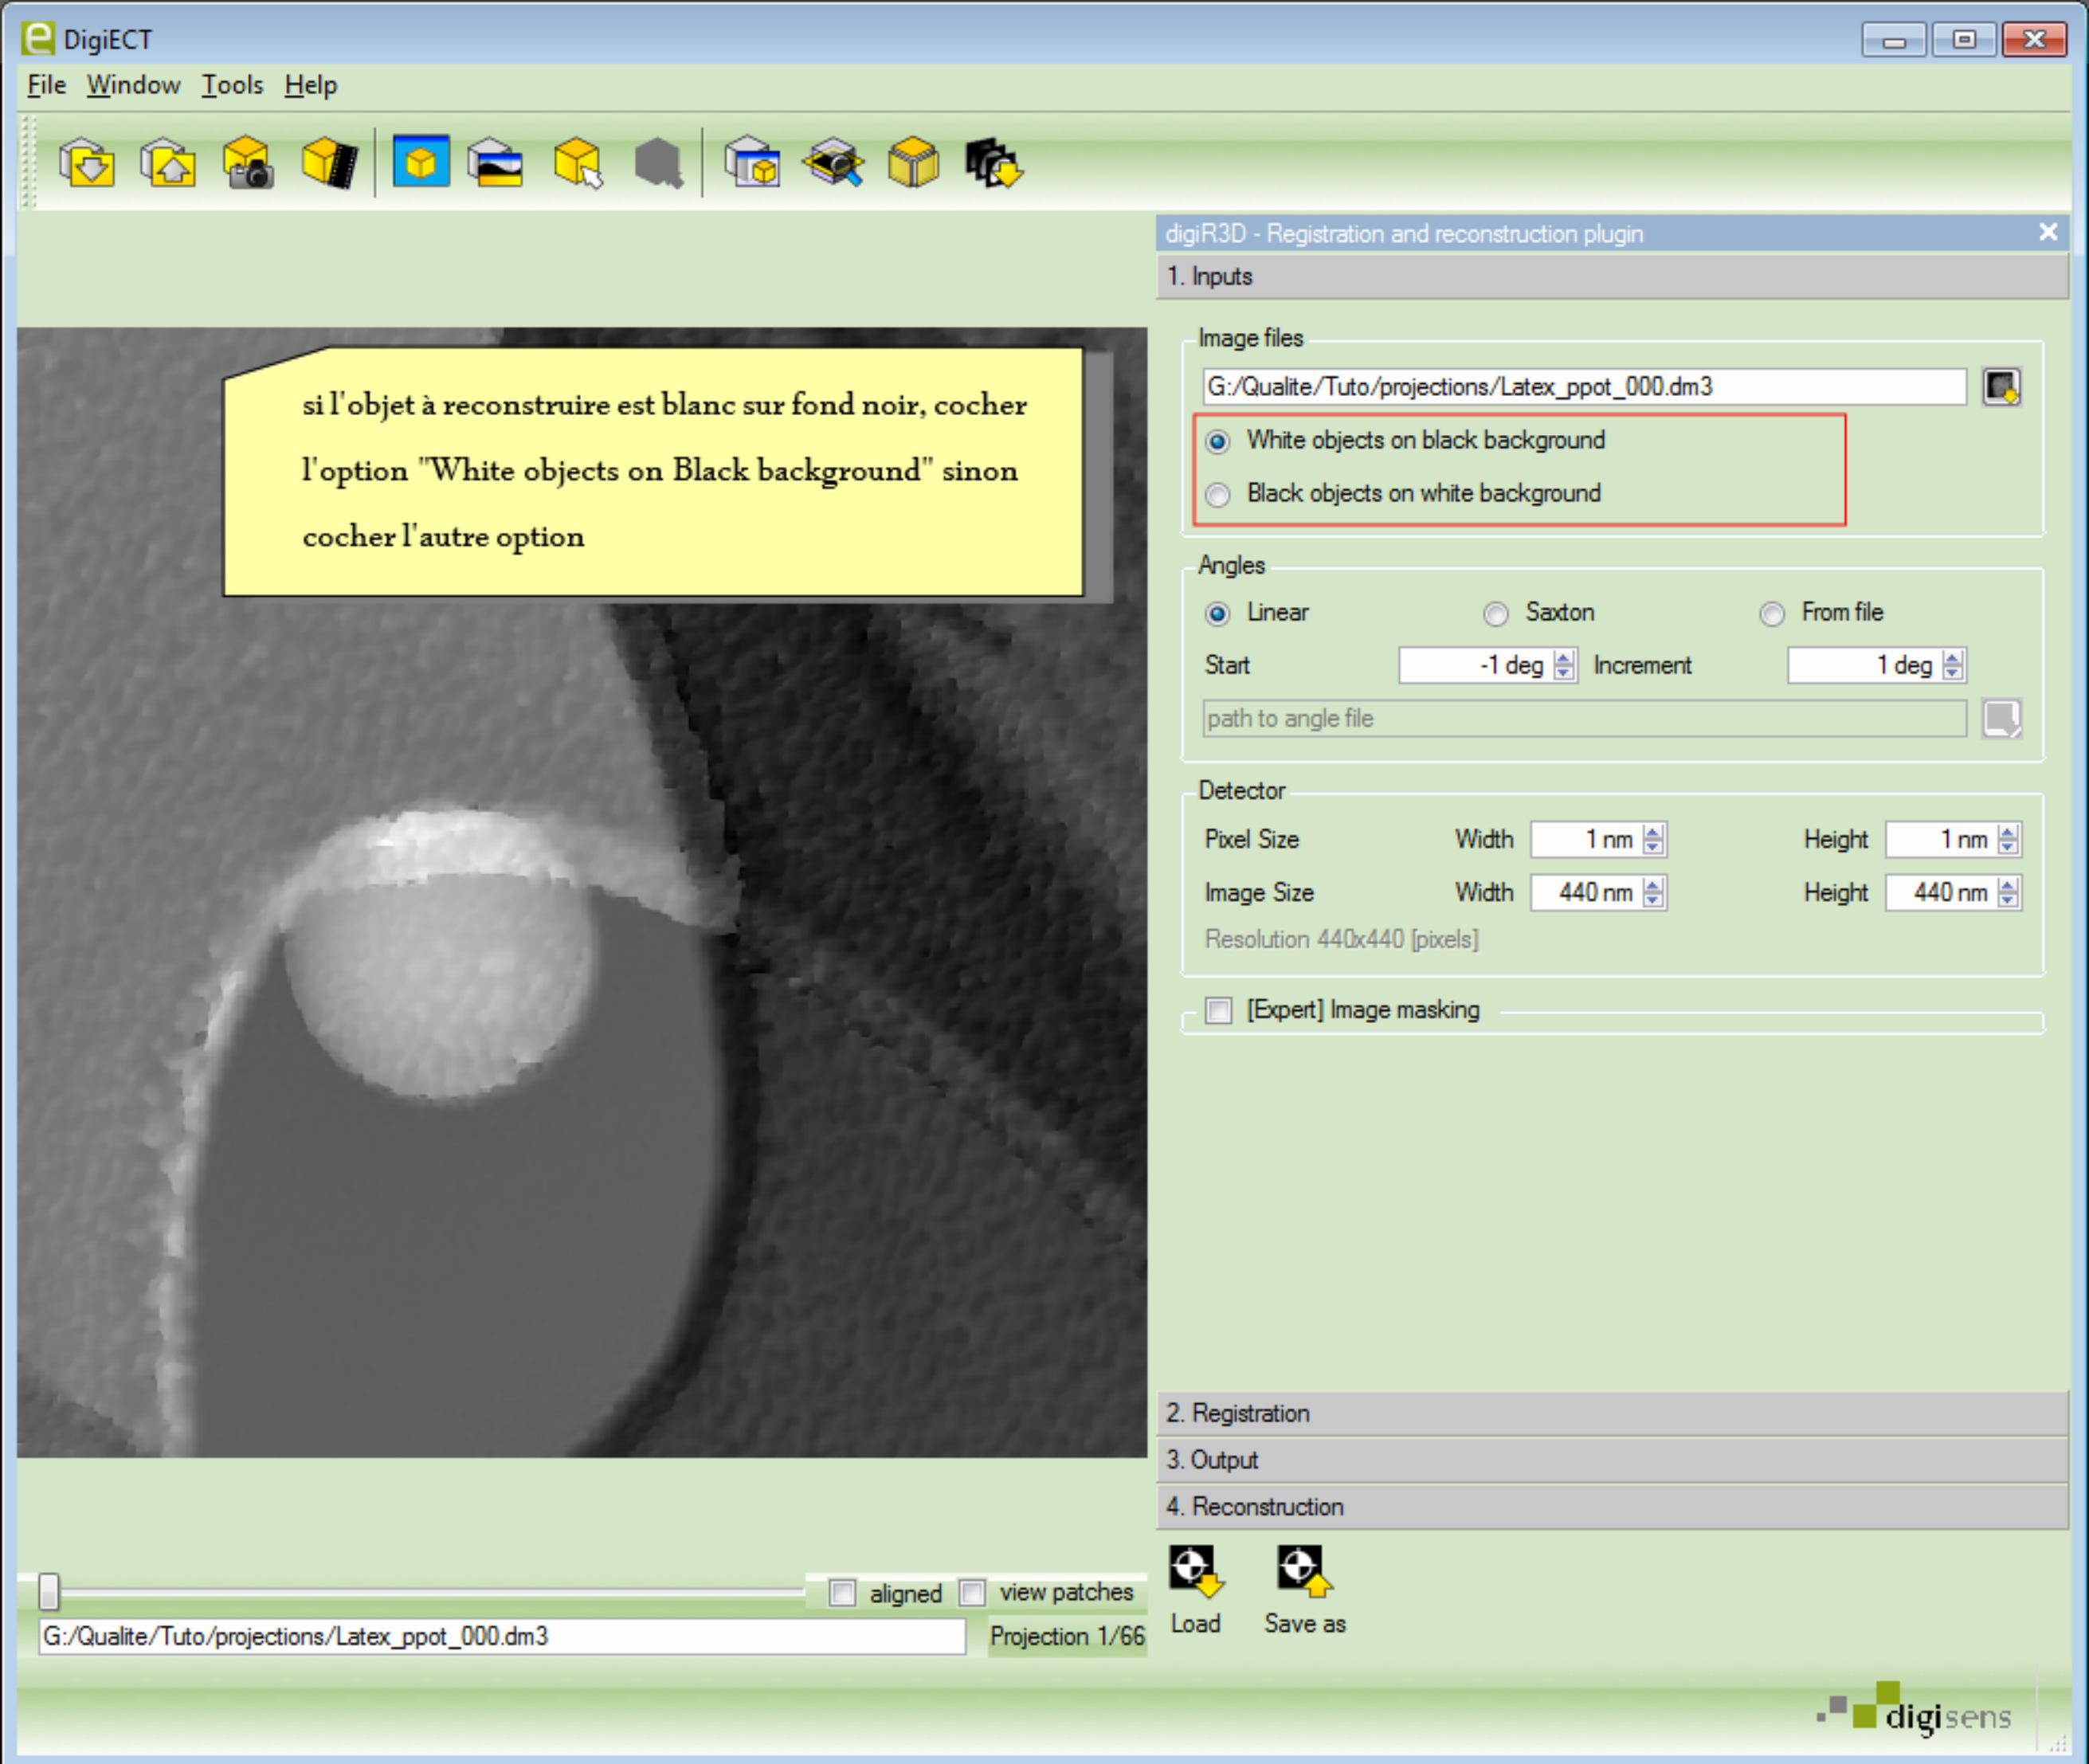 DigiECT
File Window Tools Help
digiR3D - Registration and reconstruction plugin
1. Inputs
si l'objet à reconstruire est blanc sur fond noir, cocher
l'option "White objects on Black background" sinon
cocher l'autre option
Image files
G:/Qualite/Tuto/projections/Latex_ppot_000.dm3
White objects on black background
Black objects on white background
Angles
Linear Saxton From file
Start -1 deg Increment 1 deg
path to angle file
Detector
Pixel Size Width 1 nm Height 1 nm
Image Size Width 440 nm Height 440 nm
Resolution 440x440 [pixels]
[Expert] Image masking
2. Registration
3. Output
4. Reconstruction
aligned view patches
Load Save as
G:/Qualite/Tuto/projections/Latex_ppot_000.dm3 Projection 1/66
digisens